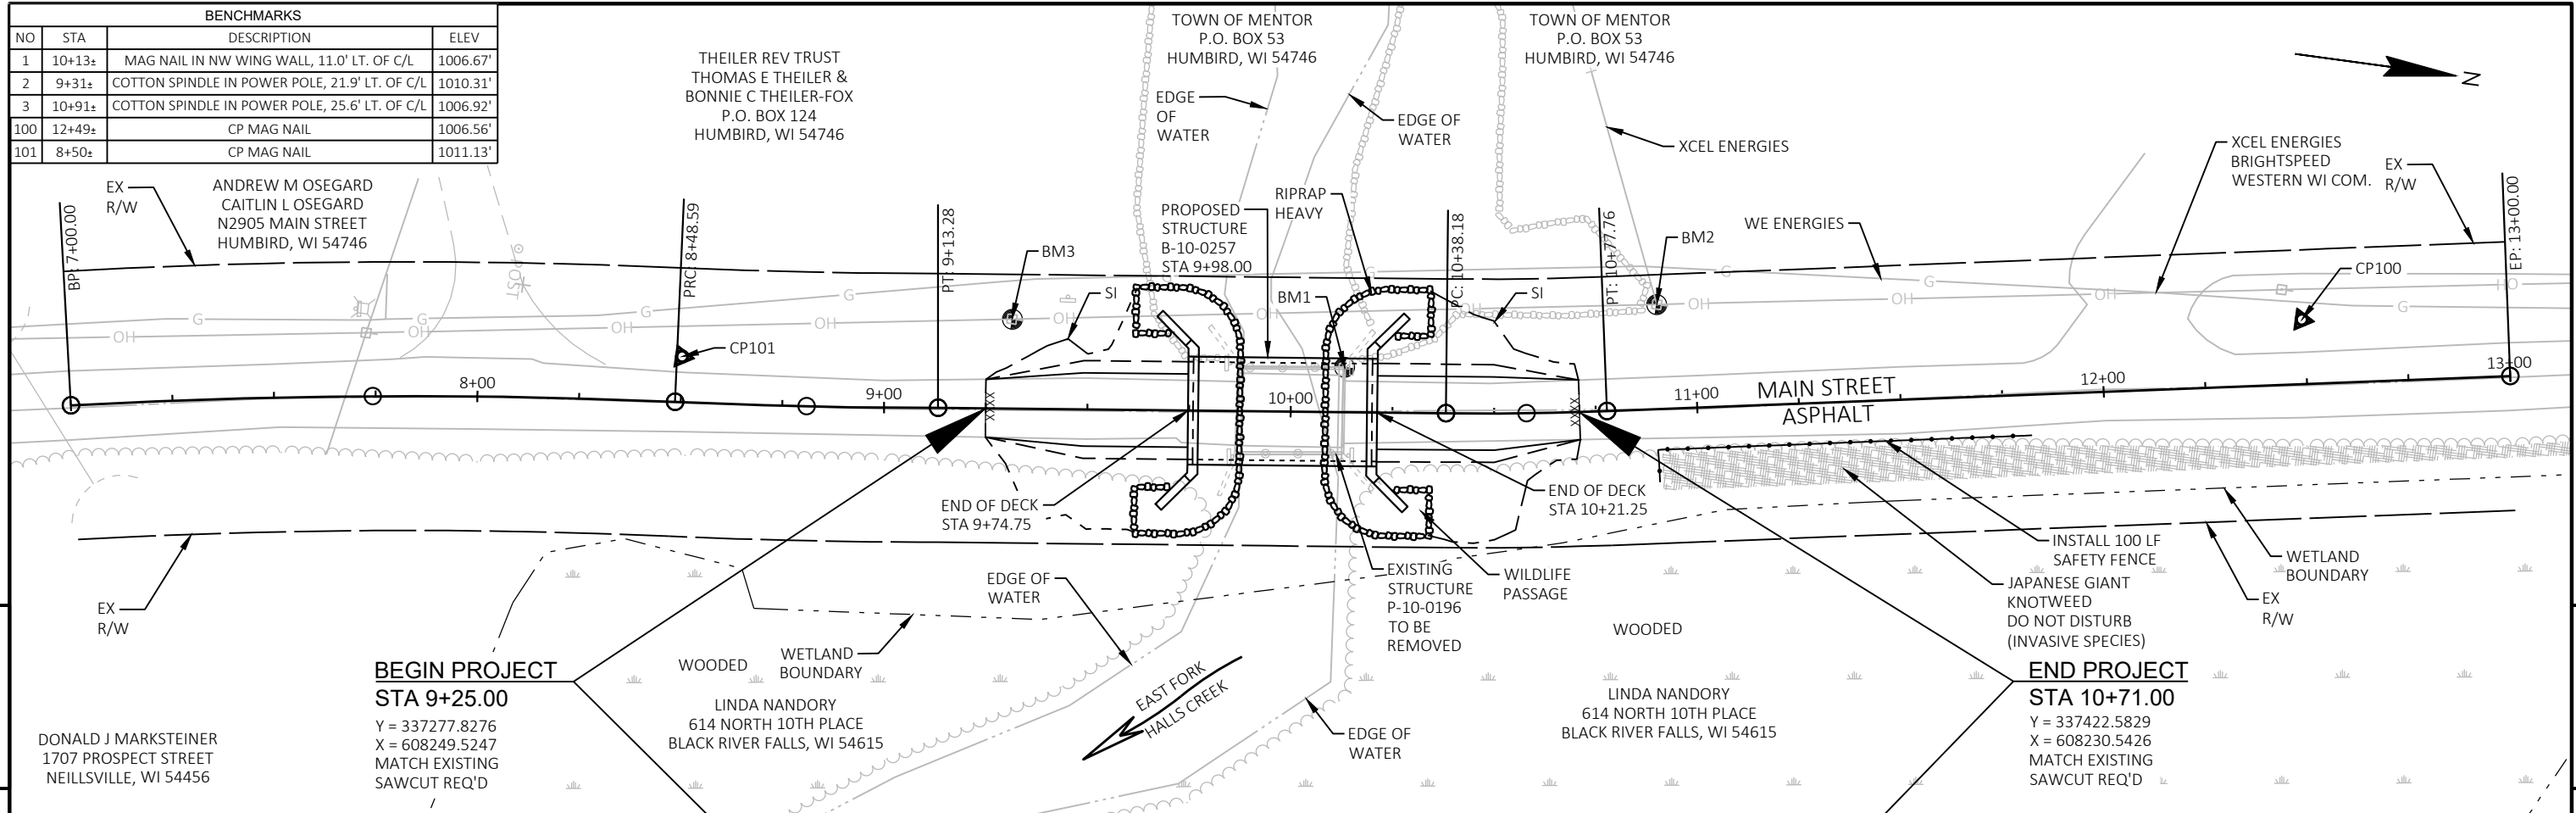 BENCHMARKS
NO STA DESCRIPTION ELEV
1 10+13± MAG NAIL IN NW WING WALL, 11.0' LT. OF C/L 1006.67'
2 9+31± COTTON SPINDLE IN POWER POLE, 21.9' LT. OF C/L 1010.31'
3 10+91± COTTON SPINDLE IN POWER POLE, 25.6' LT. OF C/L 1006.92'
100 12+49± CP MAG NAIL 1006.56'
101 8+50± CP MAG NAIL 1011.13'
THEILER REV TRUST
THOMAS E THEILER &
BONNIE C THEILER-FOX
P.O. BOX 124
HUMBIRD, WI 54746
TOWN OF MENTOR
P.O. BOX 53
HUMBIRD, WI 54746
TOWN OF MENTOR
P.O. BOX 53
HUMBIRD, WI 54746
N
EDGE
OF
WATER
EDGE OF
WATER
XCEL ENERGIES
XCEL ENERGIES
BRIGHTSPEED
WESTERN WI COM.
EX
R/W
EX
R/W
ANDREW M OSEGARD
CAITLIN L OSEGARD
N2905 MAIN STREET
HUMBIRD, WI 54746
BP: 7+00.00
PRC: 8+48.59
PT: 9+13.28
BM3
SI
PROPOSED
STRUCTURE
B-10-0257
STA 9+98.00
RIPRAP
HEAVY
BM1
PC: 10+38.18
SI
PT: 10+77.76
BM2
WE ENERGIES
CP100
EP: 13+00.00
G
G
G
G
G
G
G
G
OH
OH
OH
OH
OH
OH
OH
OH
OH
OH
CP101
8+00
9+00
10+00
11+00
12+00
13+00
MAIN STREET
ASPHALT
XXXX
XXXX
END OF DECK
STA 9+74.75
END OF DECK
STA 10+21.25
INSTALL 100 LF
SAFETY FENCE
WETLAND
BOUNDARY
JAPANESE GIANT
KNOTWEED
DO NOT DISTURB
(INVASIVE SPECIES)
EX
R/W
EX
R/W
EDGE OF
WATER
EXISTING
STRUCTURE
P-10-0196
TO BE
REMOVED
WILDLIFE
PASSAGE
WOODED
WOODED
WETLAND
BOUNDARY
BEGIN PROJECT
STA 9+25.00
Y = 337277.8276
X = 608249.5247
MATCH EXISTING
SAWCUT REQ'D
LINDA NANDORY
614 NORTH 10TH PLACE
BLACK RIVER FALLS, WI 54615
EAST FORK
HALLS CREEK
EDGE OF
WATER
LINDA NANDORY
614 NORTH 10TH PLACE
BLACK RIVER FALLS, WI 54615
END PROJECT
STA 10+71.00
Y = 337422.5829
X = 608230.5426
MATCH EXISTING
SAWCUT REQ'D
DONALD J MARKSTEINER
1707 PROSPECT STREET
NEILLSVILLE, WI 54456